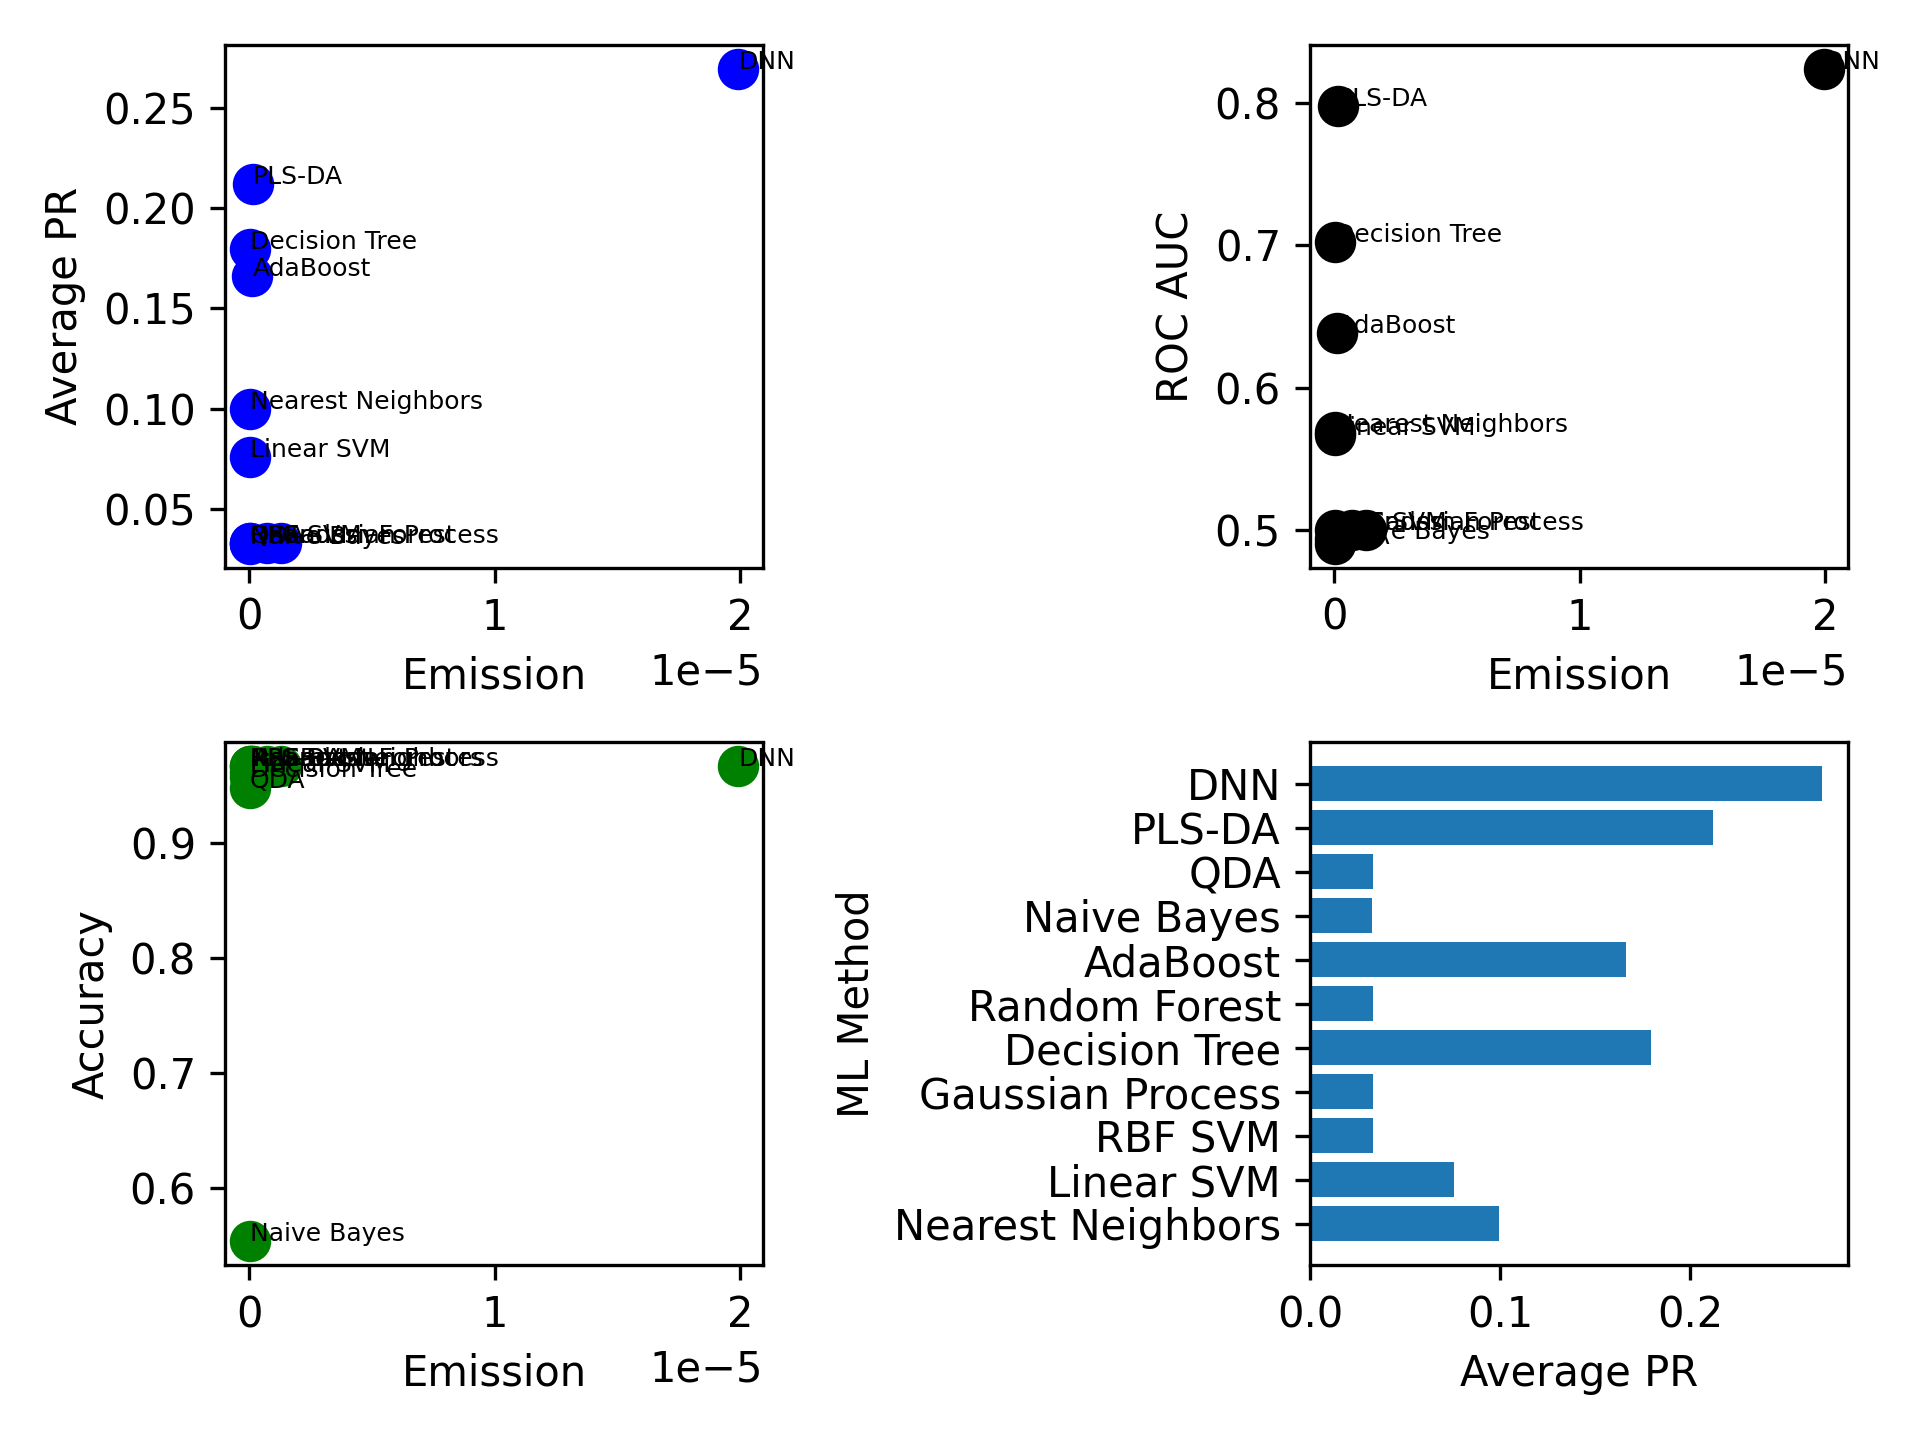 DNN
PLS-DA
Decision Tree
AdaBoost
Nearest Neighbors
Linear SVM
0.25
0.20
0.15
0.10
0.05
Average PR
0 1 2
Emission 1e−5
NN
LS-DA
ecision Tree
daBoost
0.8
0.7
0.6
0.5
ROC AUC
0 1 2
Emission 1e−5
DNN
QDA
Naive Bayes
0.9
0.8
0.7
0.6
Accuracy
0 1 2
Emission 1e−5
ML Method
DNN
PLS-DA
QDA
Naive Bayes
AdaBoost
Random Forest
Decision Tree
Gaussian Process
RBF SVM
Linear SVM
Nearest Neighbors
0.0 0.1 0.2
Average PR